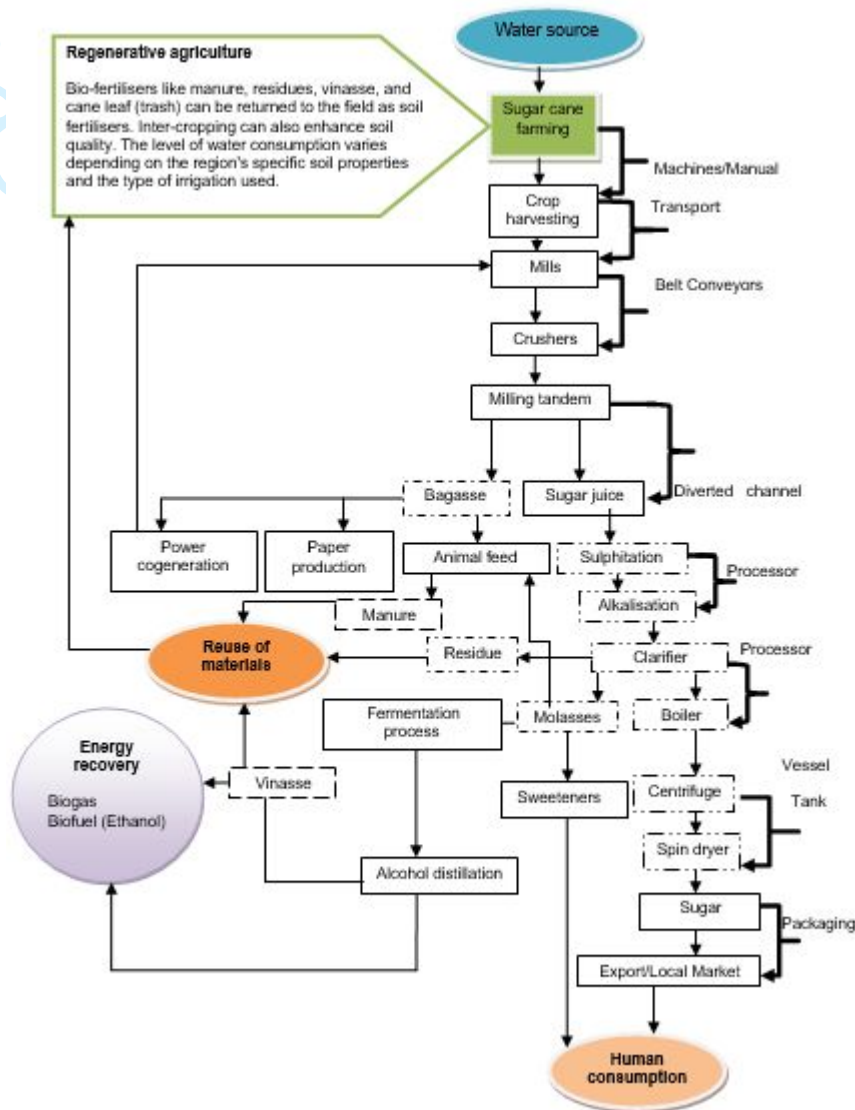 Water source
Regenerative agriculture
Bio-fertilisers like manure, residues, vinasse, and
cane leaf (trash) can be returned to the field as soil
fertilisers. Inter-cropping can also enhance soil
quality. The level of water consumption varies
depending on the region's specific soil properties
and the type of irrigation used.
Sugar cane
farming
Machines/Manual
Crop
harvesting
Transport
Mills
Belt Conveyors
Crushers
Milling tandem
Bagasse
Sugar juice
Diverted channel
Power
cogeneration
Paper
production
Animal feed
Sulphitation
Processor
Manure
Alkalisation
Reuse of
materials
Residue
Clarifier
Processor
Fermentation
process
Molasses
Boiler
Energy
recovery
Biogas
Biofuel (Ethanol)
Vinasse
Sweeteners
Centrifuge
Vessel
Tank
Spin dryer
Alcohol distillation
Sugar
Packaging
Export/Local Market
Human
consumption